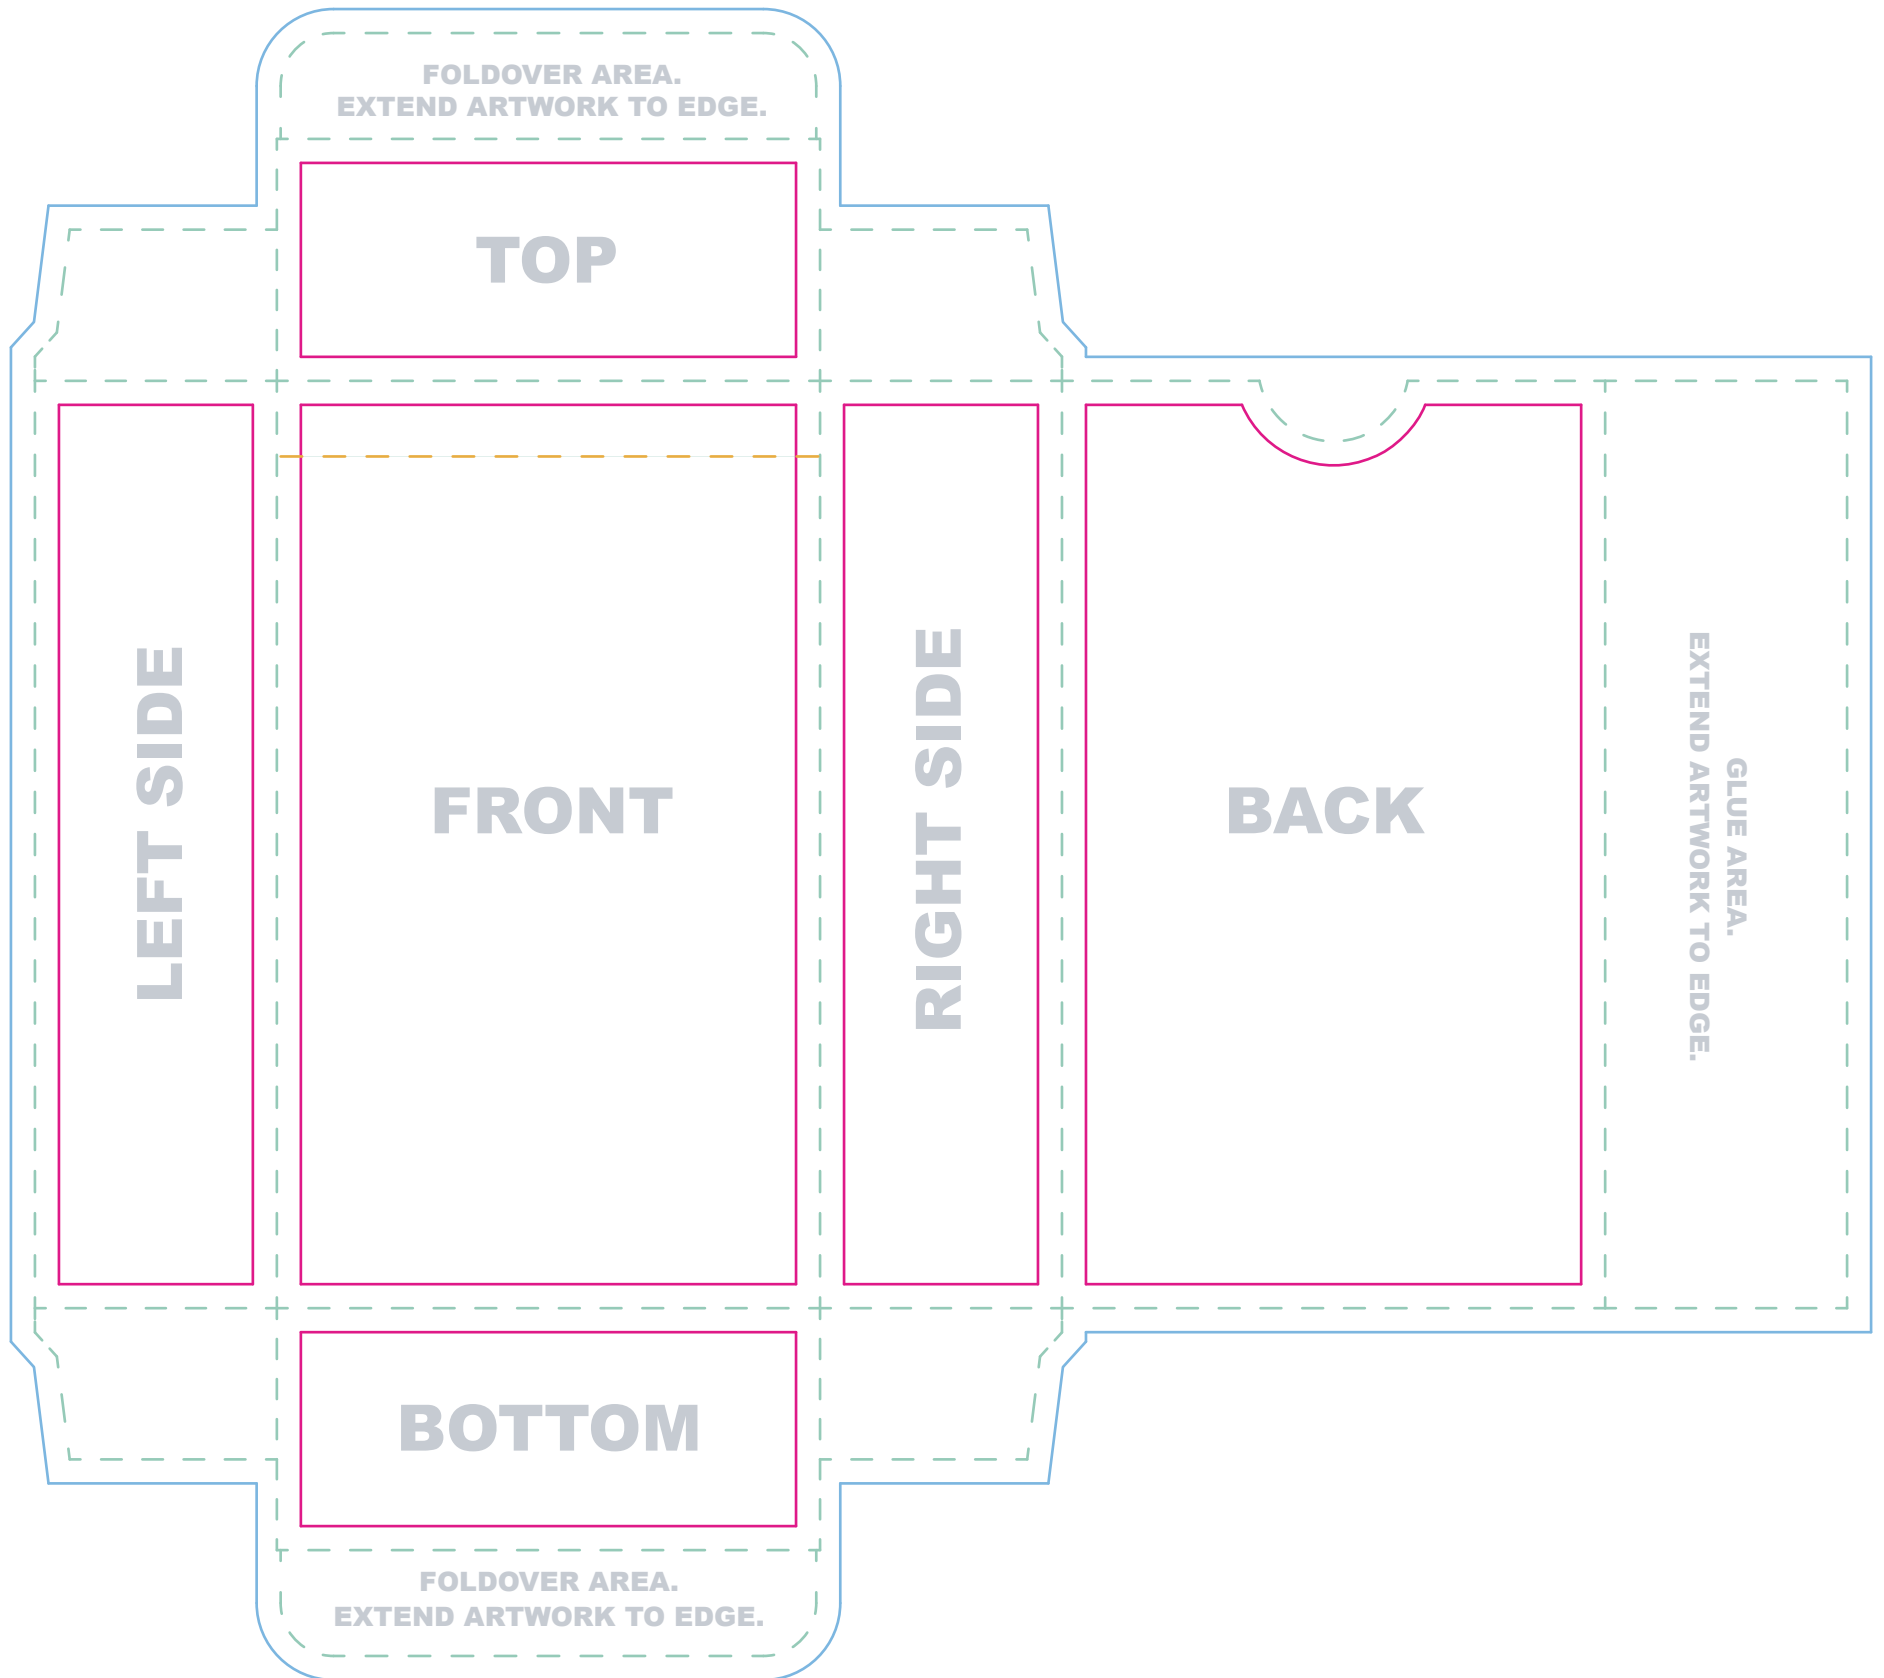 FOLDOVER AREA.
EXTEND ARTWORK TO EDGE.
TOP
LEFT SIDE
FRONT
RIGHT SIDE
BACK
GLUE AREA.
EXTEND ARTWORK TO EDGE.
BOTTOM
FOLDOVER AREA.
EXTEND ARTWORK TO EDGE.